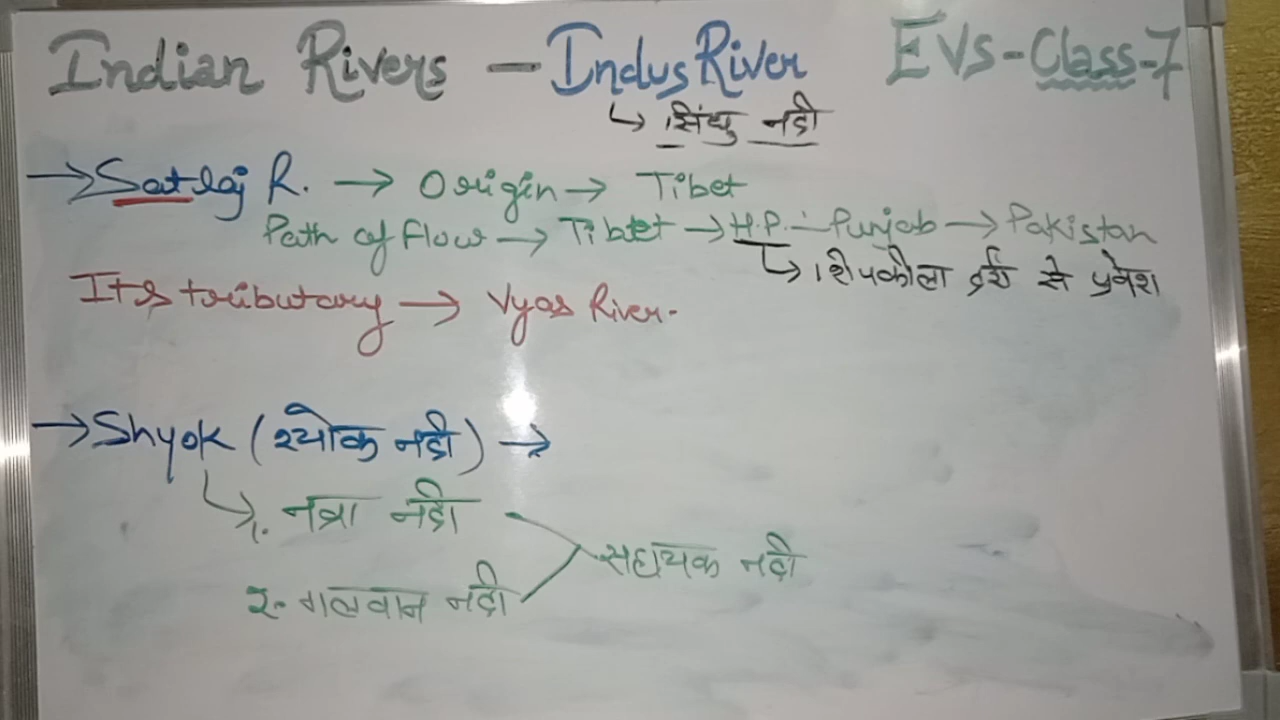 Indian Rivers - Indus River EVS-Class-7
↳ सिंधु नदी
→ Satlaj R. → Origin → Tibet
Path of flow → Tibet → H.P. - Punjab → Pakistan
↳ शिपकीला दर्रा से प्रवेश
Its tributary → Vyas River.
→ Shyok (श्योक नदी) →
↳ 1. नुब्रा नदी
2. गलवान नदी
सहायक नदी